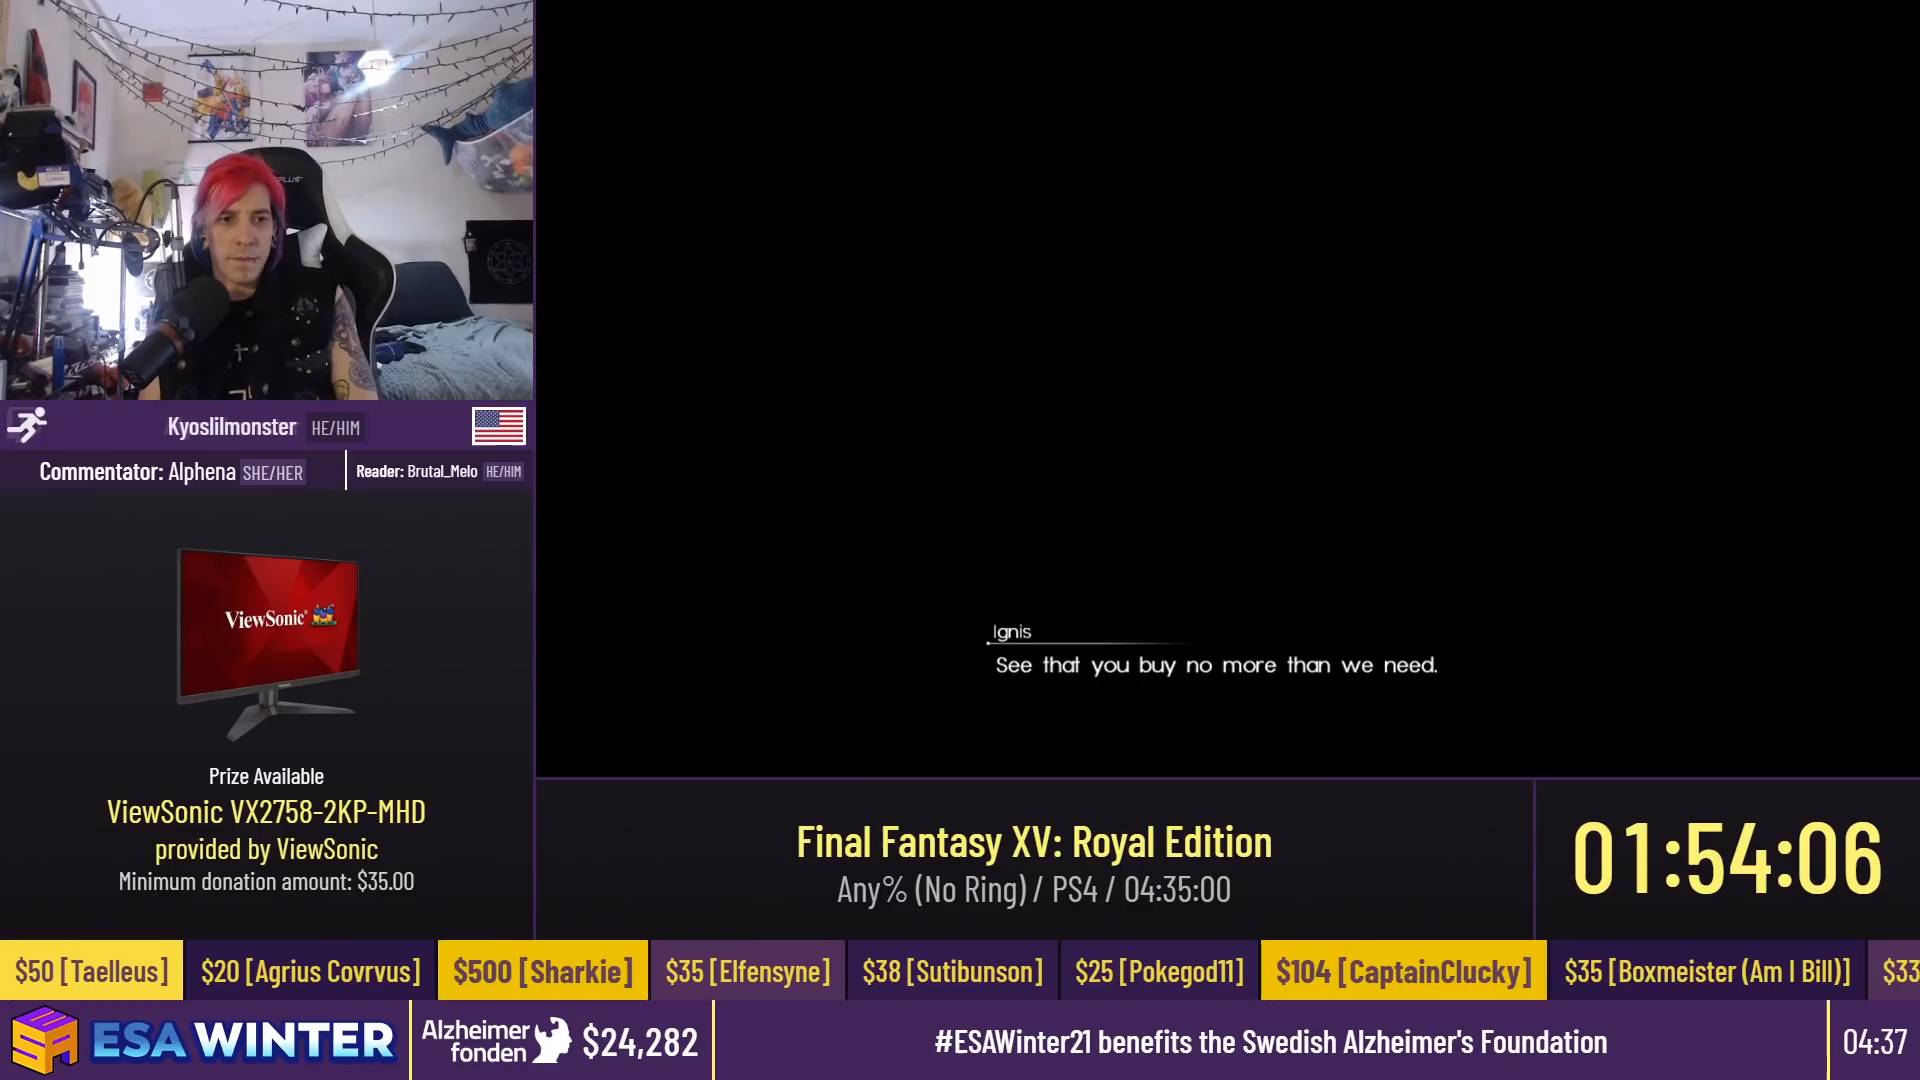 Kyoslilmonster HE/HIM
Commentator: Alphena SHE/HER
Reader: Brutal_Melo HE/HIM
ViewSonic
Prize Available
ViewSonic VX2758-2KP-MHD
provided by ViewSonic
Minimum donation amount: $35.00
Ignis
See that you buy no more than we need.
Final Fantasy XV: Royal Edition
Any% (No Ring) / PS4 / 04:35:00
01:54:06
$50 [Taelleus] $20 [Agrius Covrvus] $500 [Sharkie] $35 [Elfensyne] $38 [Sutibunson] $25 [Pokegod11] $104 [CaptainClucky] $35 [Boxmeister (Am I Bill)] $33
ESA WINTER
Alzheimer
fonden
$24,282
#ESAWinter21 benefits the Swedish Alzheimer's Foundation
04:37